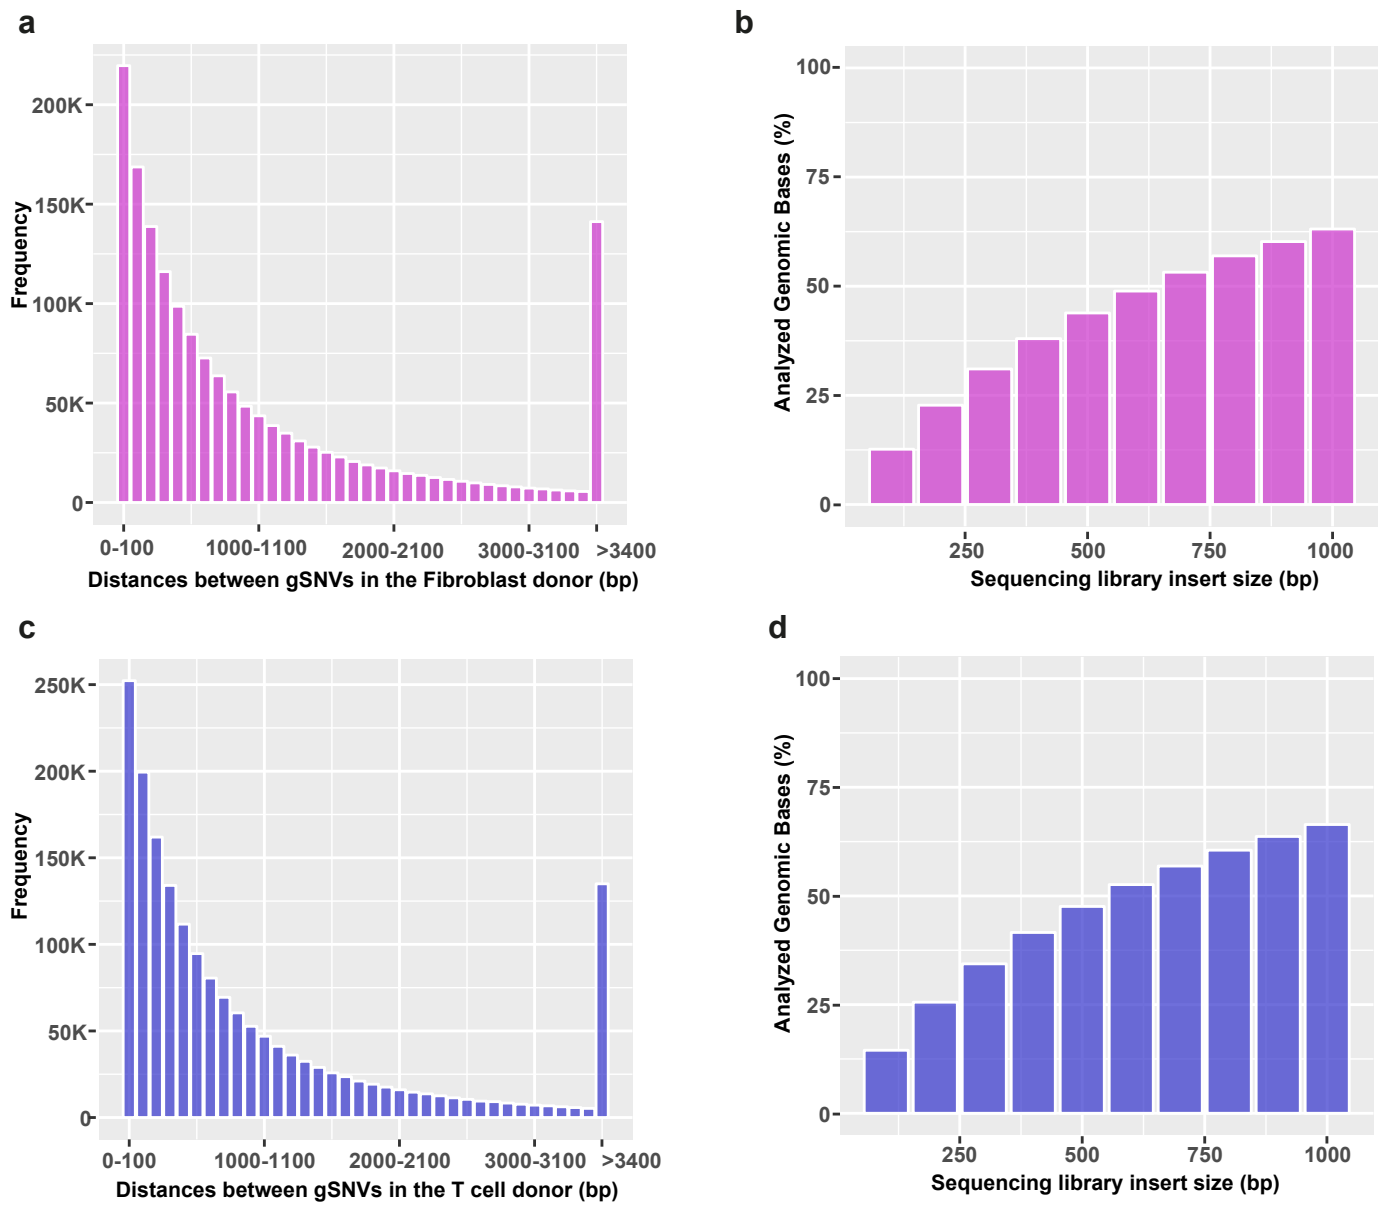 a
200K
150K
100K
50K
0
Frequency
0-100 1000-1100 2000-2100 3000-3100 >3400
Distances between gSNVs in the Fibroblast donor (bp)
b
100
75
50
25
0
Analyzed Genomic Bases (%)
250 500 750 1000
Sequencing library insert size (bp)
c
250K
200K
150K
100K
50K
0
Frequency
0-100 1000-1100 2000-2100 3000-3100 >3400
Distances between gSNVs in the T cell donor (bp)
d
100
75
50
25
0
Analyzed Genomic Bases (%)
250 500 750 1000
Sequencing library insert size (bp)